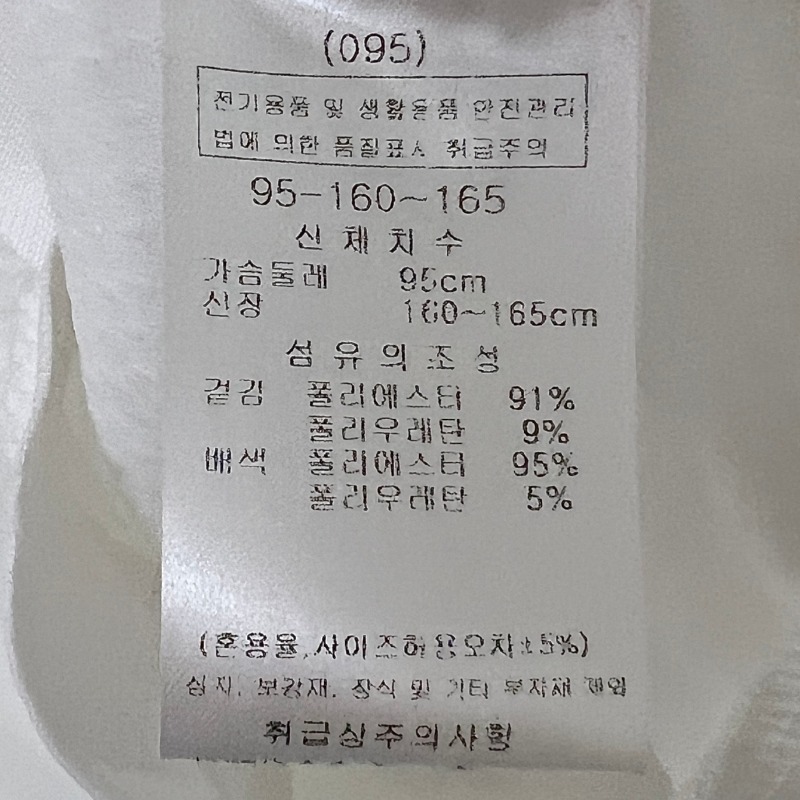 (095)
전기용품 및 생활용품 안전관리
법에 의한 품질표시 취급주의
95-160~165
신체치수
가슴둘레 95cm
신장 160~165cm
섬유의조성
겉감 폴리에스터 91%
폴리우레탄 9%
배색 폴리에스터 95%
폴리우레탄 5%
(혼용율,사이즈허용오차±5%)
심지, 보강재, 장식 및 기타 부자재 제외
취급상주의사항